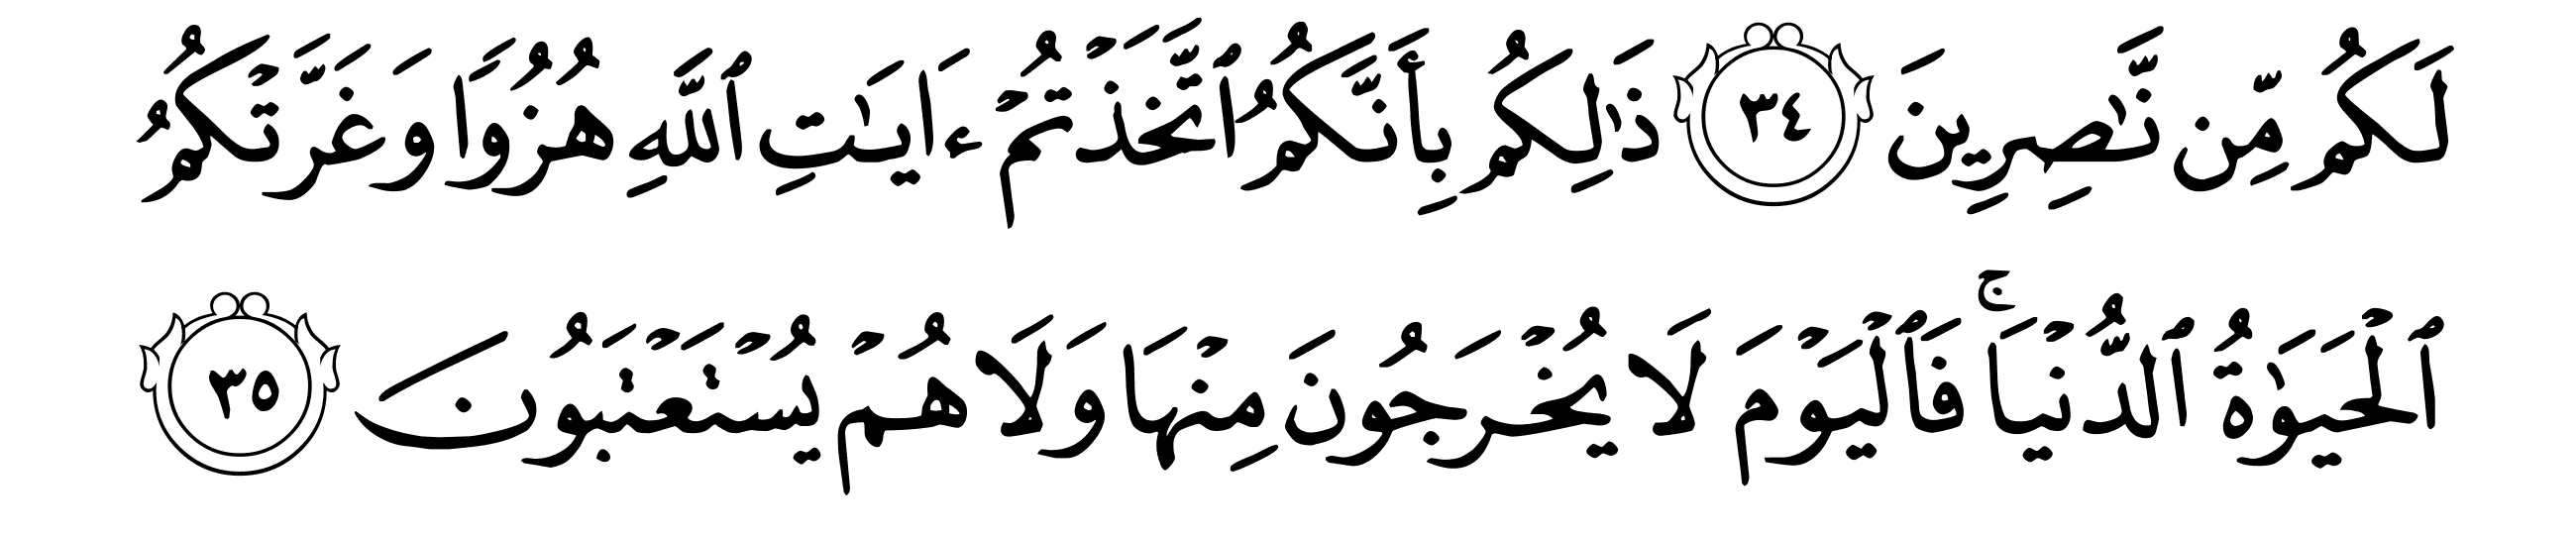 لَكُمُ مِّن نَّـٰصِرِينَ ٣٤ ذَٰلِكُمُ بِأَنَّكُمُ ٱتَّخَذۡتُمۡ ءَايَـٰتِ ٱللَّهِ هُزُوًا وَغَرَّتۡكُمُ
ٱلۡحَيَوٰةُ ٱلدُّنۡيَاۚ فَٱلۡيَوۡمَ لَا يُخۡرَجُونَ مِنۡهَا وَلَا هُمۡ يُسۡتَعۡتَبُونَ ٣٥